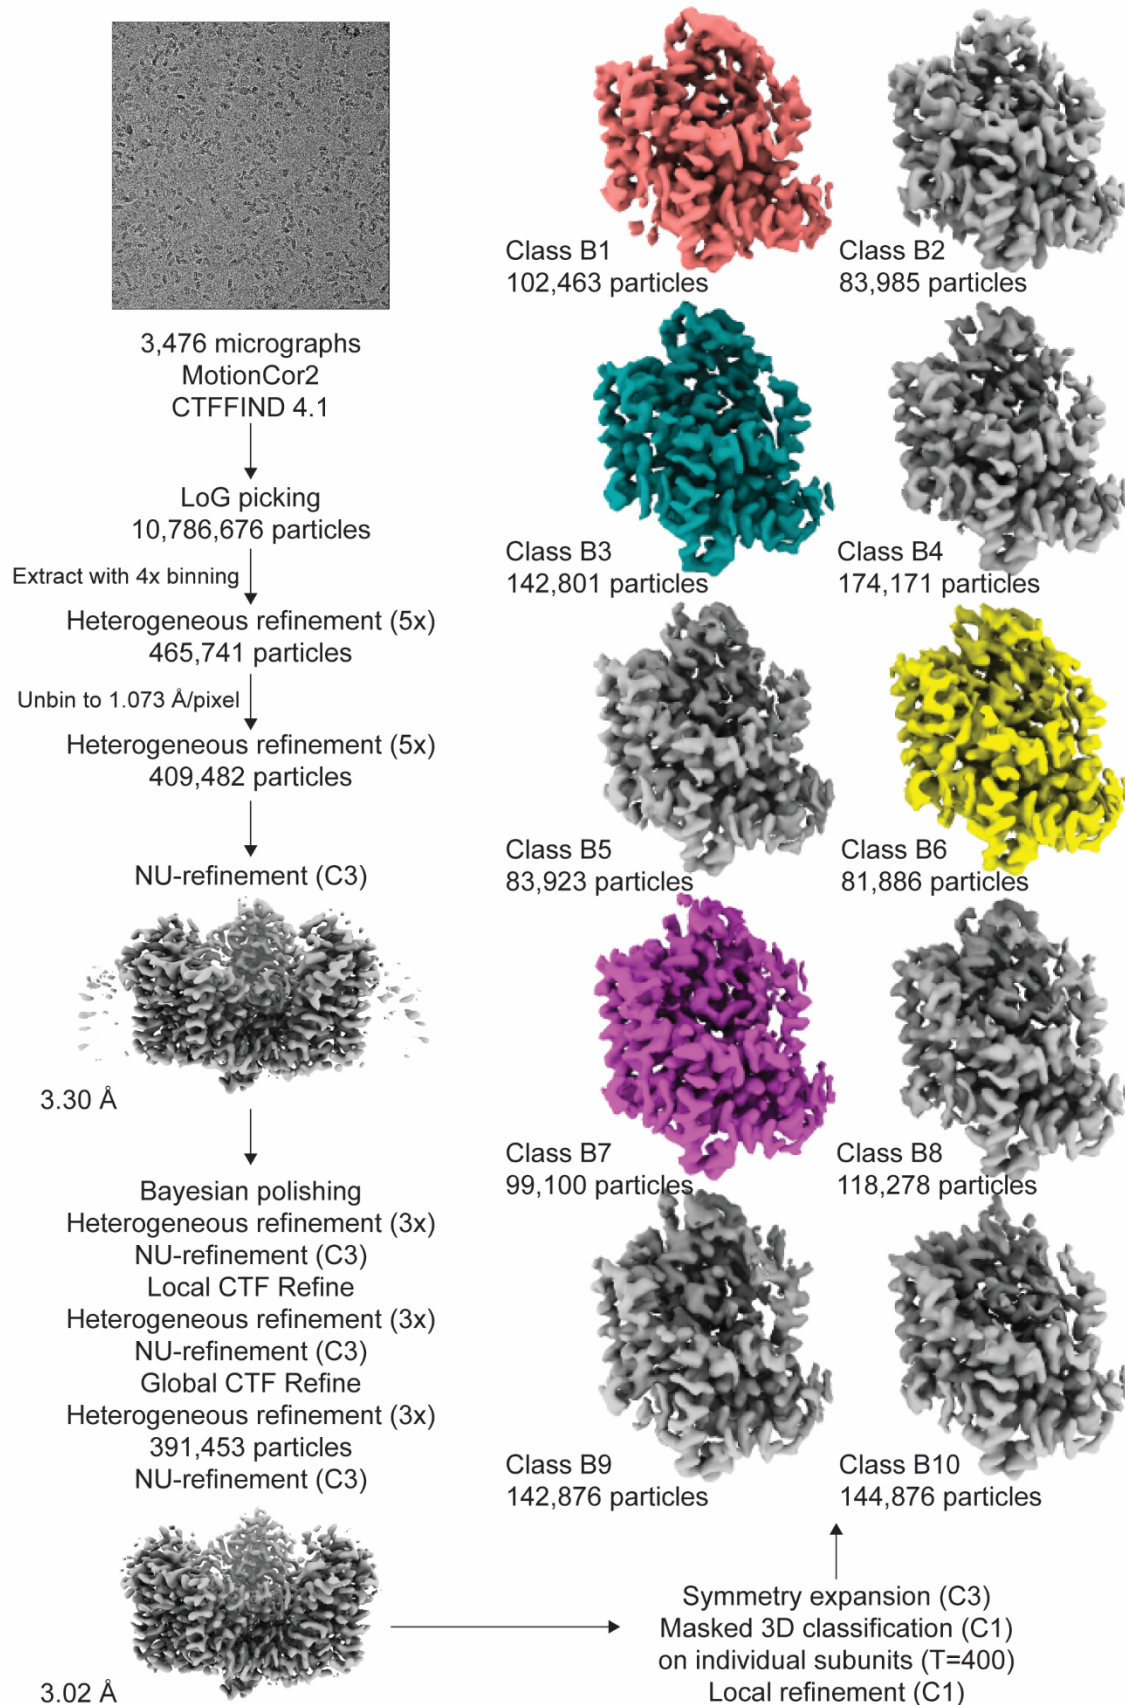 3,476 micrographs
MotionCor2
CTFFIND 4.1
LoG picking
10,786,676 particles
Extract with 4x binning
Heterogeneous refinement (5x)
465,741 particles
Unbin to 1.073 Å/pixel
Heterogeneous refinement (5x)
409,482 particles
NU-refinement (C3)
3.30 Å
Bayesian polishing
Heterogeneous refinement (3x)
NU-refinement (C3)
Local CTF Refine
Heterogeneous refinement (3x)
NU-refinement (C3)
Global CTF Refine
Heterogeneous refinement (3x)
391,453 particles
NU-refinement (C3)
3.02 Å
Symmetry expansion (C3)
Masked 3D classification (C1)
on individual subunits (T=400)
Local refinement (C1)
Class B1
102,463 particles
Class B2
83,985 particles
Class B3
142,801 particles
Class B4
174,171 particles
Class B5
83,923 particles
Class B6
81,886 particles
Class B7
99,100 particles
Class B8
118,278 particles
Class B9
142,876 particles
Class B10
144,876 particles